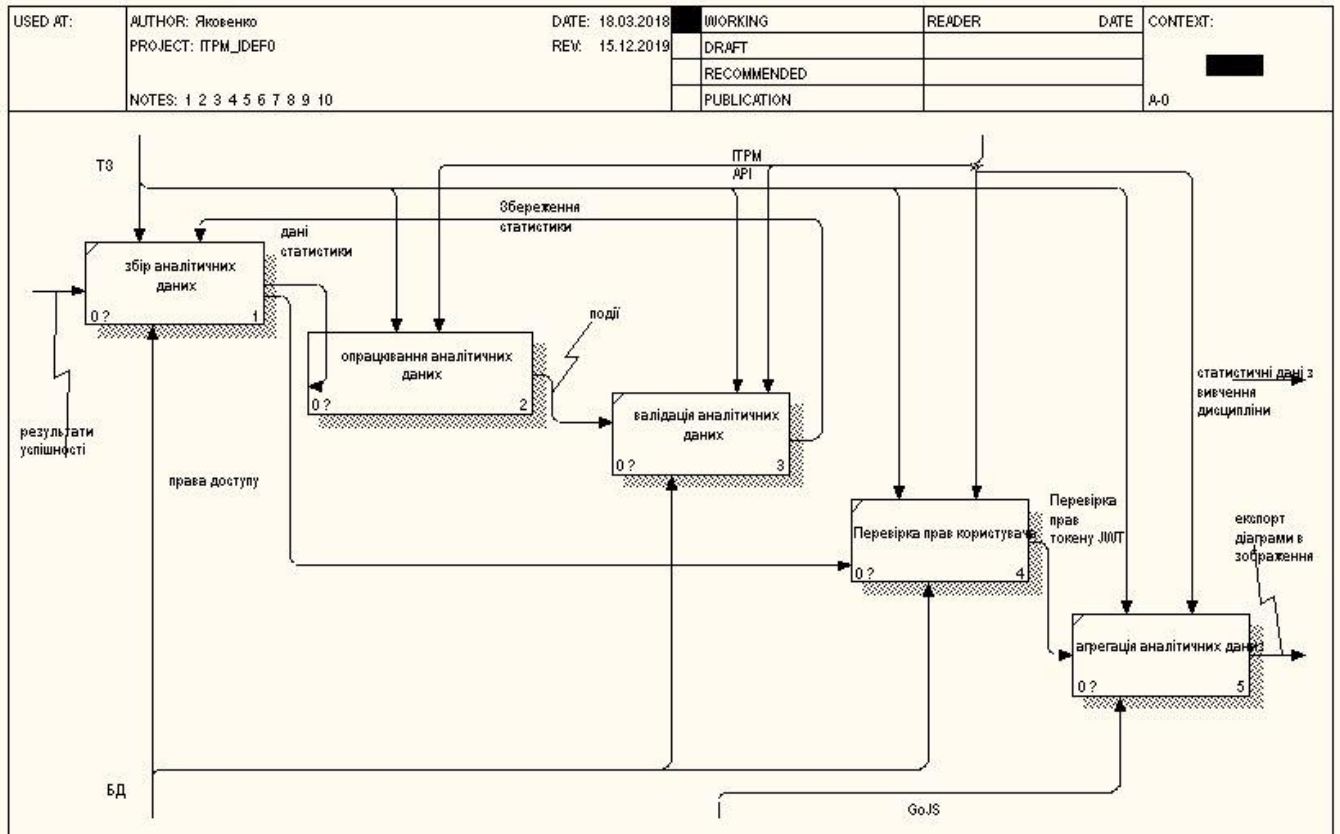 USED AT:
AUTHOR: Яковенко
DATE: 18.03.2018
WORKING
READER
DATE
CONTEXT:
PROJECT: ITPM_IDEF0
REV: 15.12.2019
DRAFT
RECOMMENDED
NOTES: 1 2 3 4 5 6 7 8 9 10
PUBLICATION
A-0
ТЗ
ITPM
API
Збереження
статистики
дані
статистики
збір аналітичних
даних
0 ?
1
події
опрацювання аналітичних
даних
0 ?
2
статистичні дані з
вивчення
дисципліни
валідація аналітичних
даних
0 ?
3
результати
успішності
права доступу
Перевірка
прав
токену JWT
Перевірка прав користувача
0 ?
4
експорт
діаграми в
зображення
агрегація аналітичних даних
0 ?
5
БД
GoJS